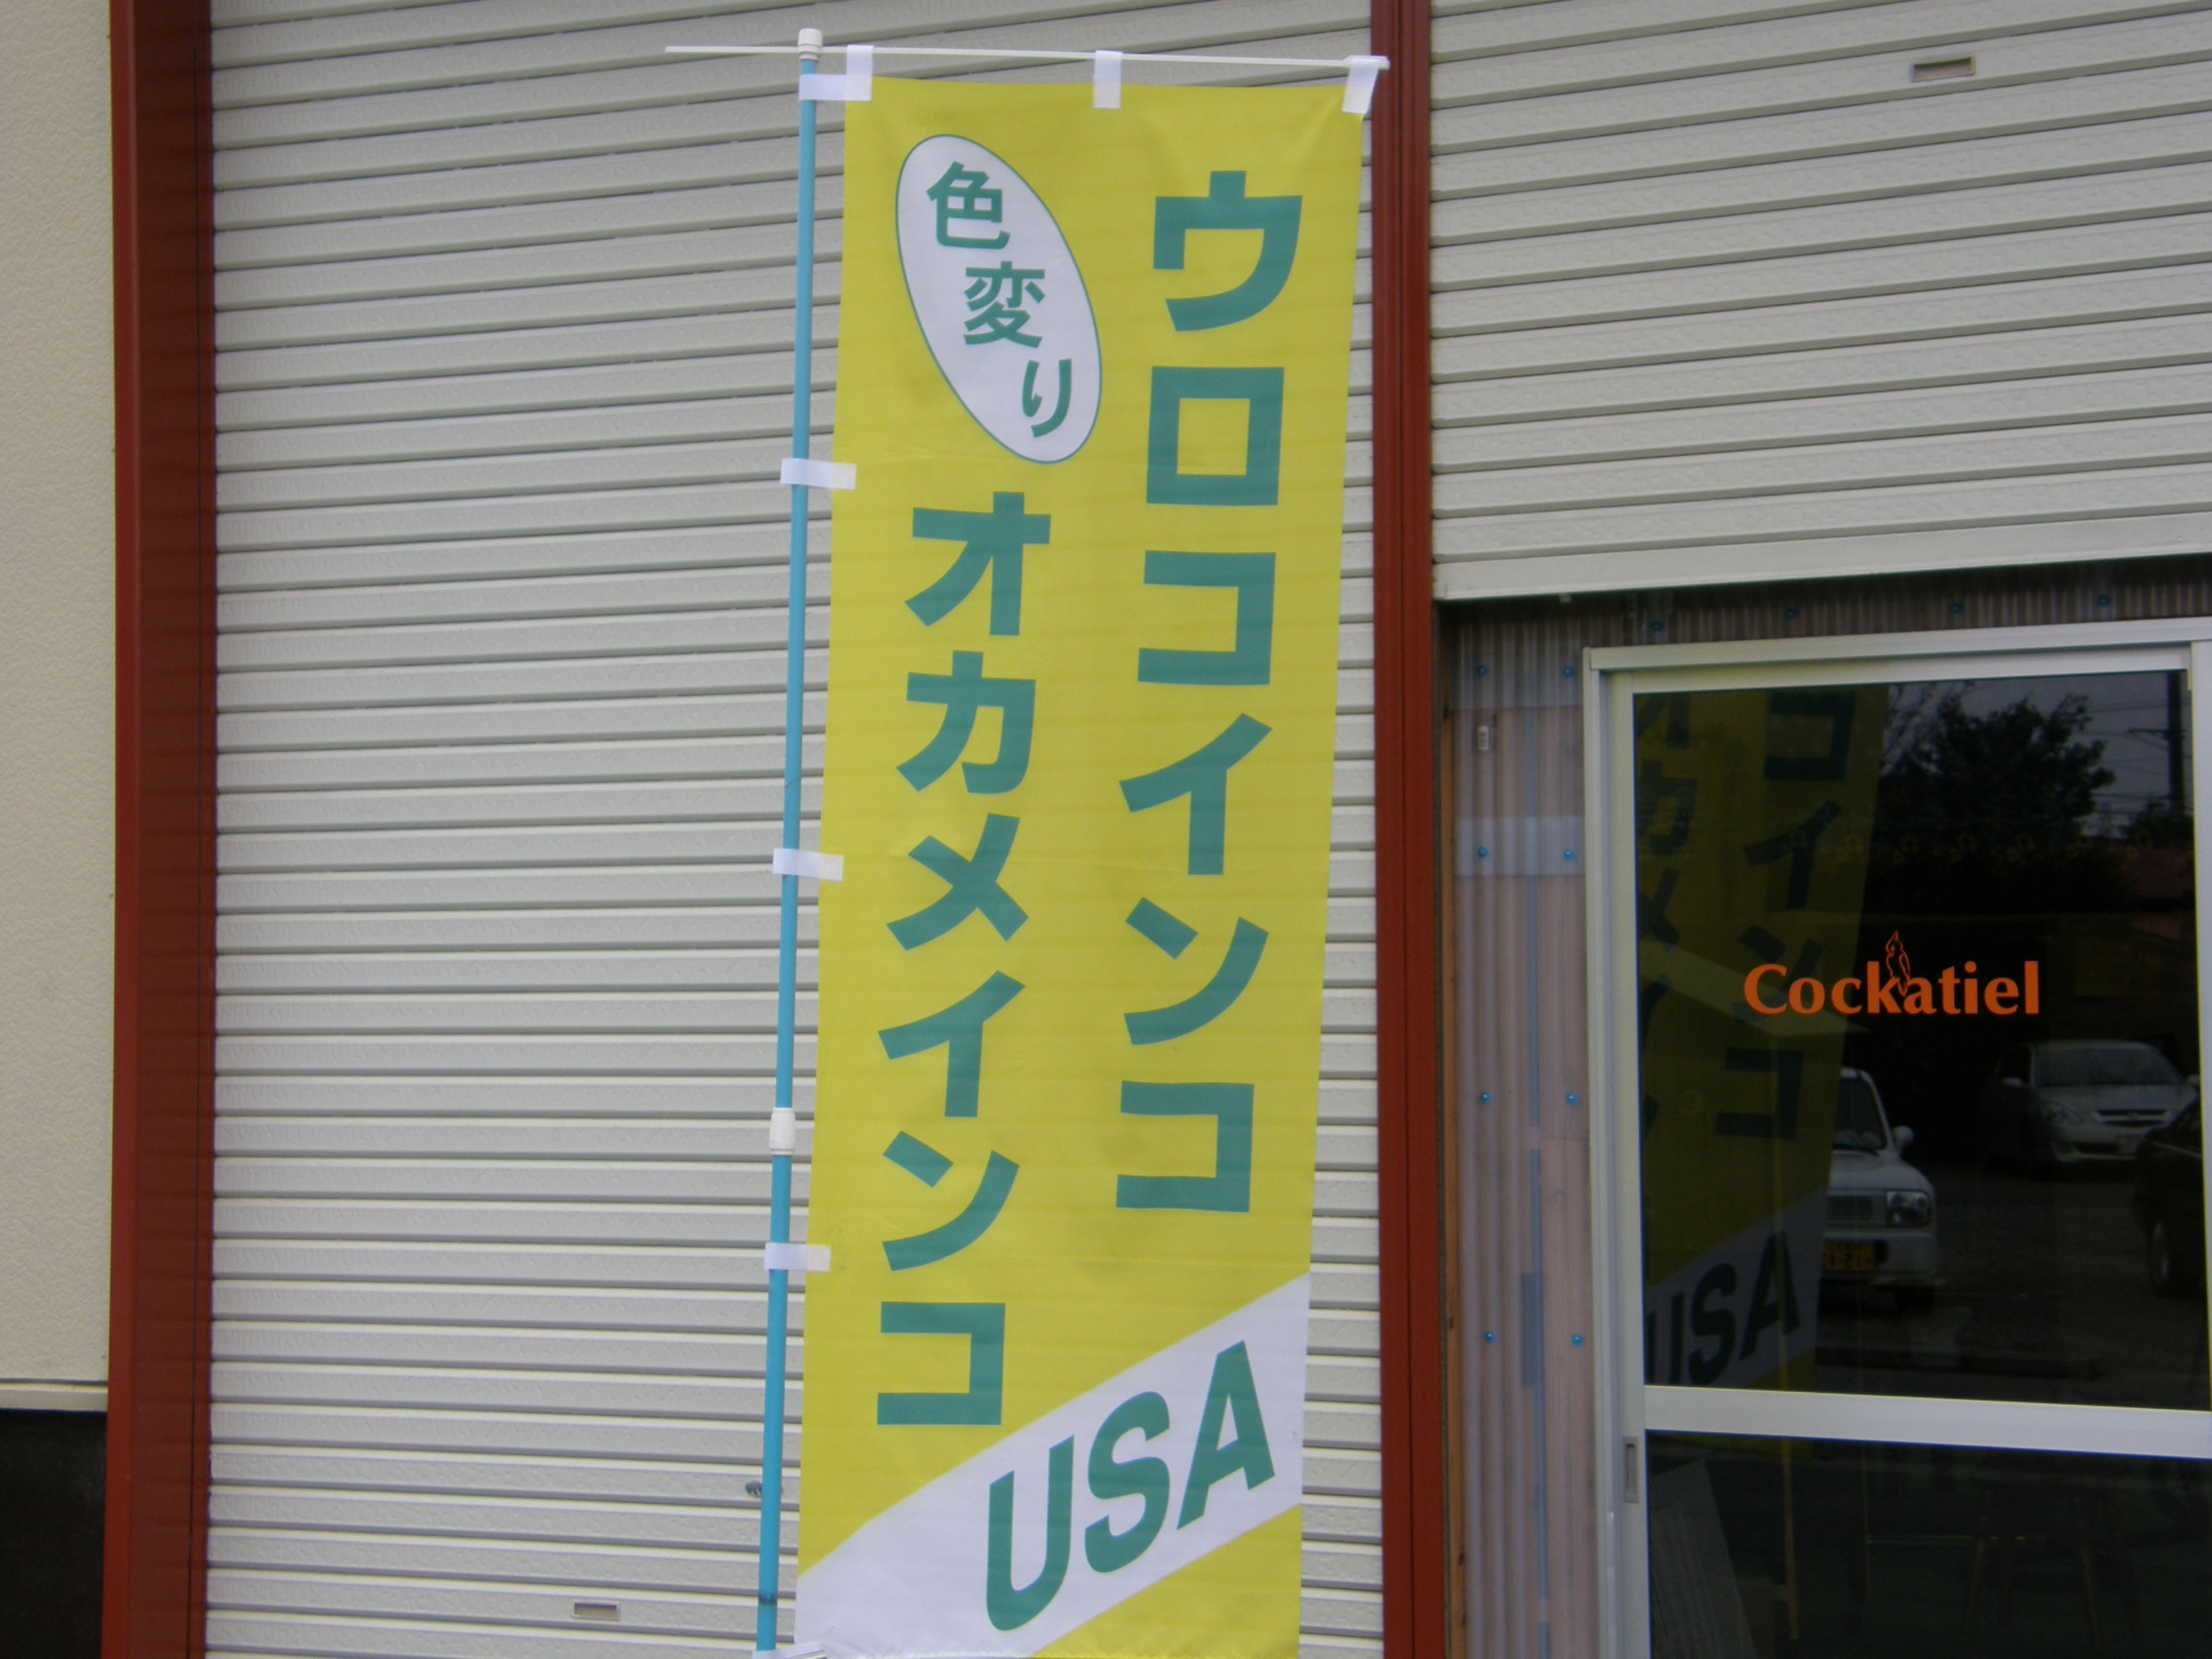 ウロコインコ
色変り
オカメインコ
USA
Cockatiel